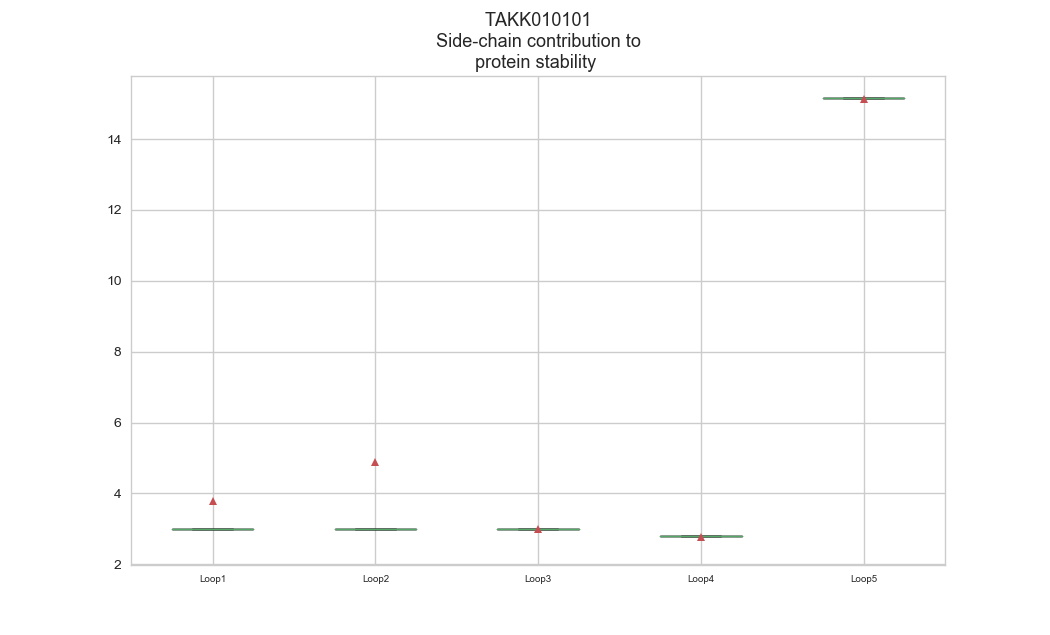 TAKK010101
Side-chain contribution to
protein stability
14
12
10
8
6
4
2
Loop1
Loop2
Loop3
Loop4
Loop5